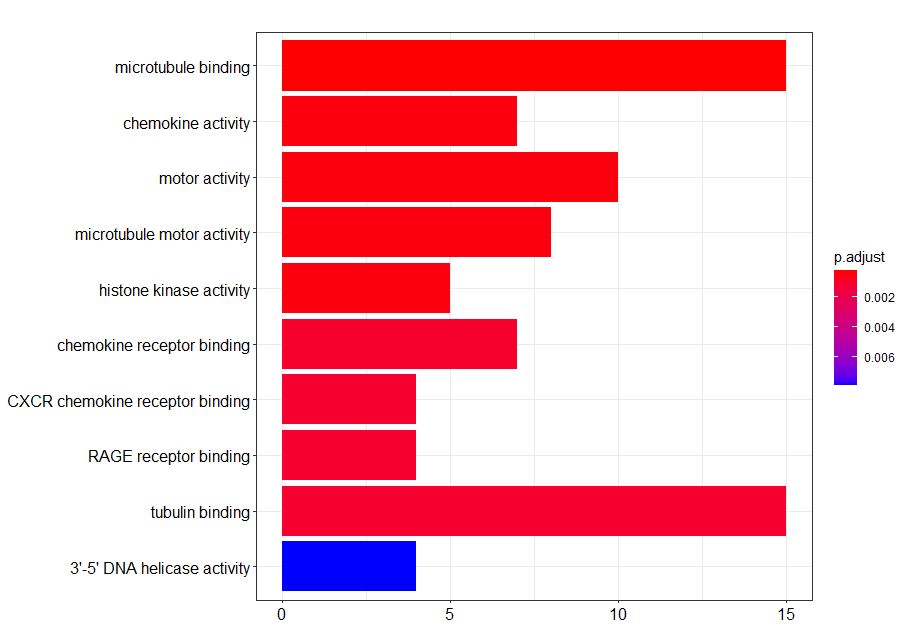 microtubule binding
chemokine activity
motor activity
microtubule motor activity
histone kinase activity
chemokine receptor binding
CXCR chemokine receptor binding
RAGE receptor binding
tubulin binding
3'-5' DNA helicase activity
0 5 10 15
p.adjust
0.002
0.004
0.006